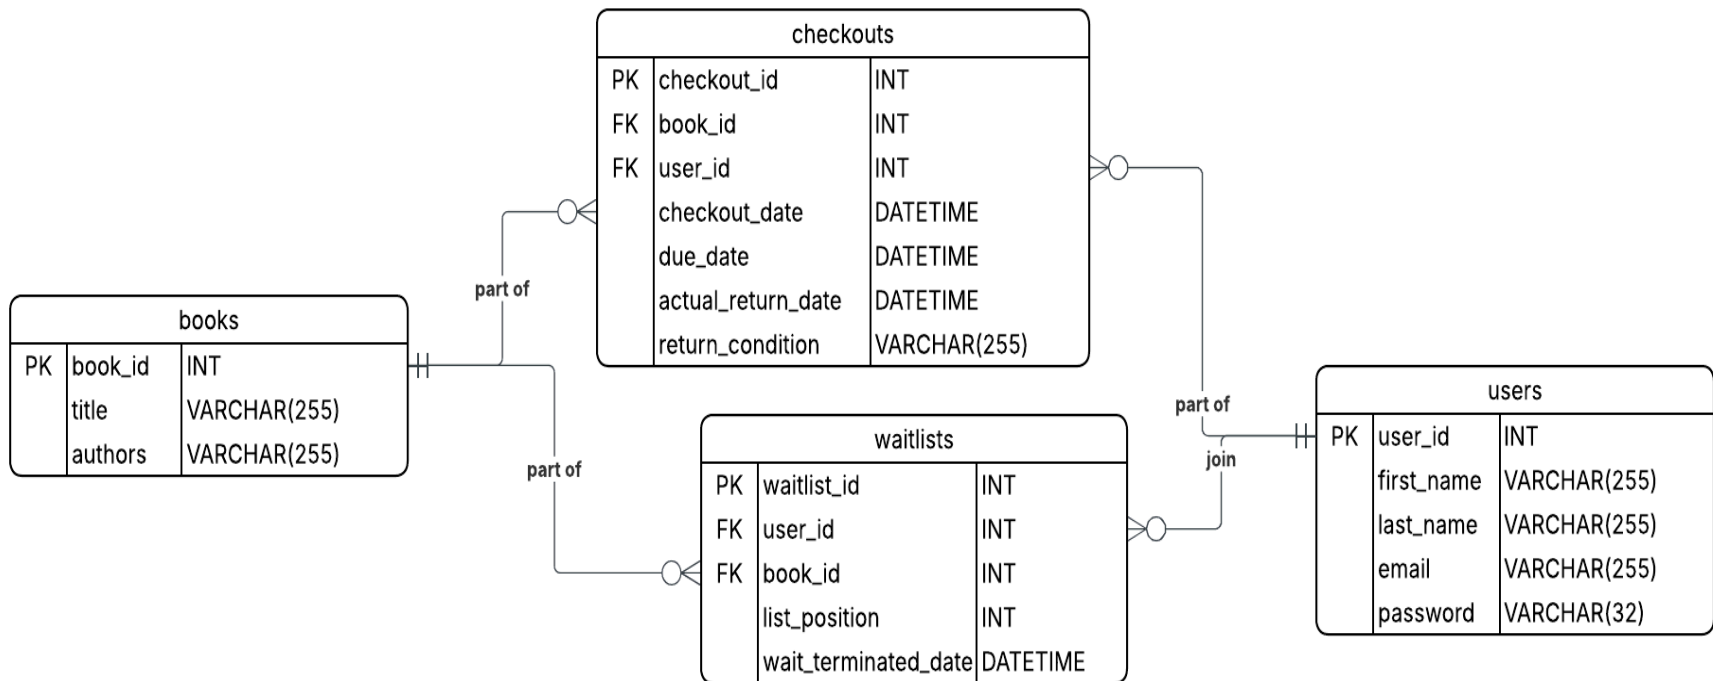 checkouts
PK checkout_id INT
FK book_id INT
FK user_id INT
checkout_date DATETIME
due_date DATETIME
actual_return_date DATETIME
return_condition VARCHAR(255)
part of
books
PK book_id INT
title VARCHAR(255)
authors VARCHAR(255)
part of
waitlists
PK waitlist_id INT
FK user_id INT
FK book_id INT
list_position INT
wait_terminated_date DATETIME
part of
join
users
PK user_id INT
first_name VARCHAR(255)
last_name VARCHAR(255)
email VARCHAR(255)
password VARCHAR(32)